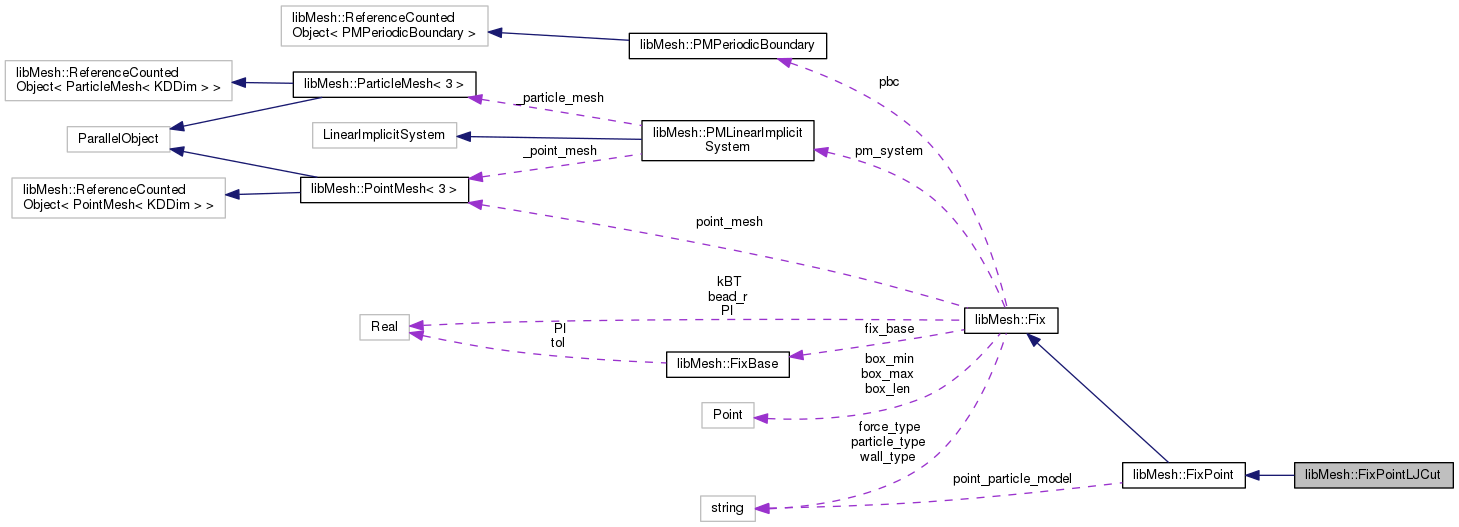 libMesh::ReferenceCounted
Object< PMPeriodicBoundary >
libMesh::PMPeriodicBoundary
libMesh::ReferenceCounted
Object< ParticleMesh< KDDim > >
libMesh::ParticleMesh< 3 >
pbc
_particle_mesh
ParallelObject
LinearImplicitSystem
libMesh::PMLinearImplicit
System
_point_mesh
pm_system
libMesh::ReferenceCounted
Object< PointMesh< KDDim > >
libMesh::PointMesh< 3 >
point_mesh
kBT
bead_r
PI
libMesh::Fix
Real
PI
tol
fix_base
libMesh::FixBase
box_min
box_max
box_len
Point
force_type
particle_type
wall_type
point_particle_model
libMesh::FixPoint
libMesh::FixPointLJCut
string